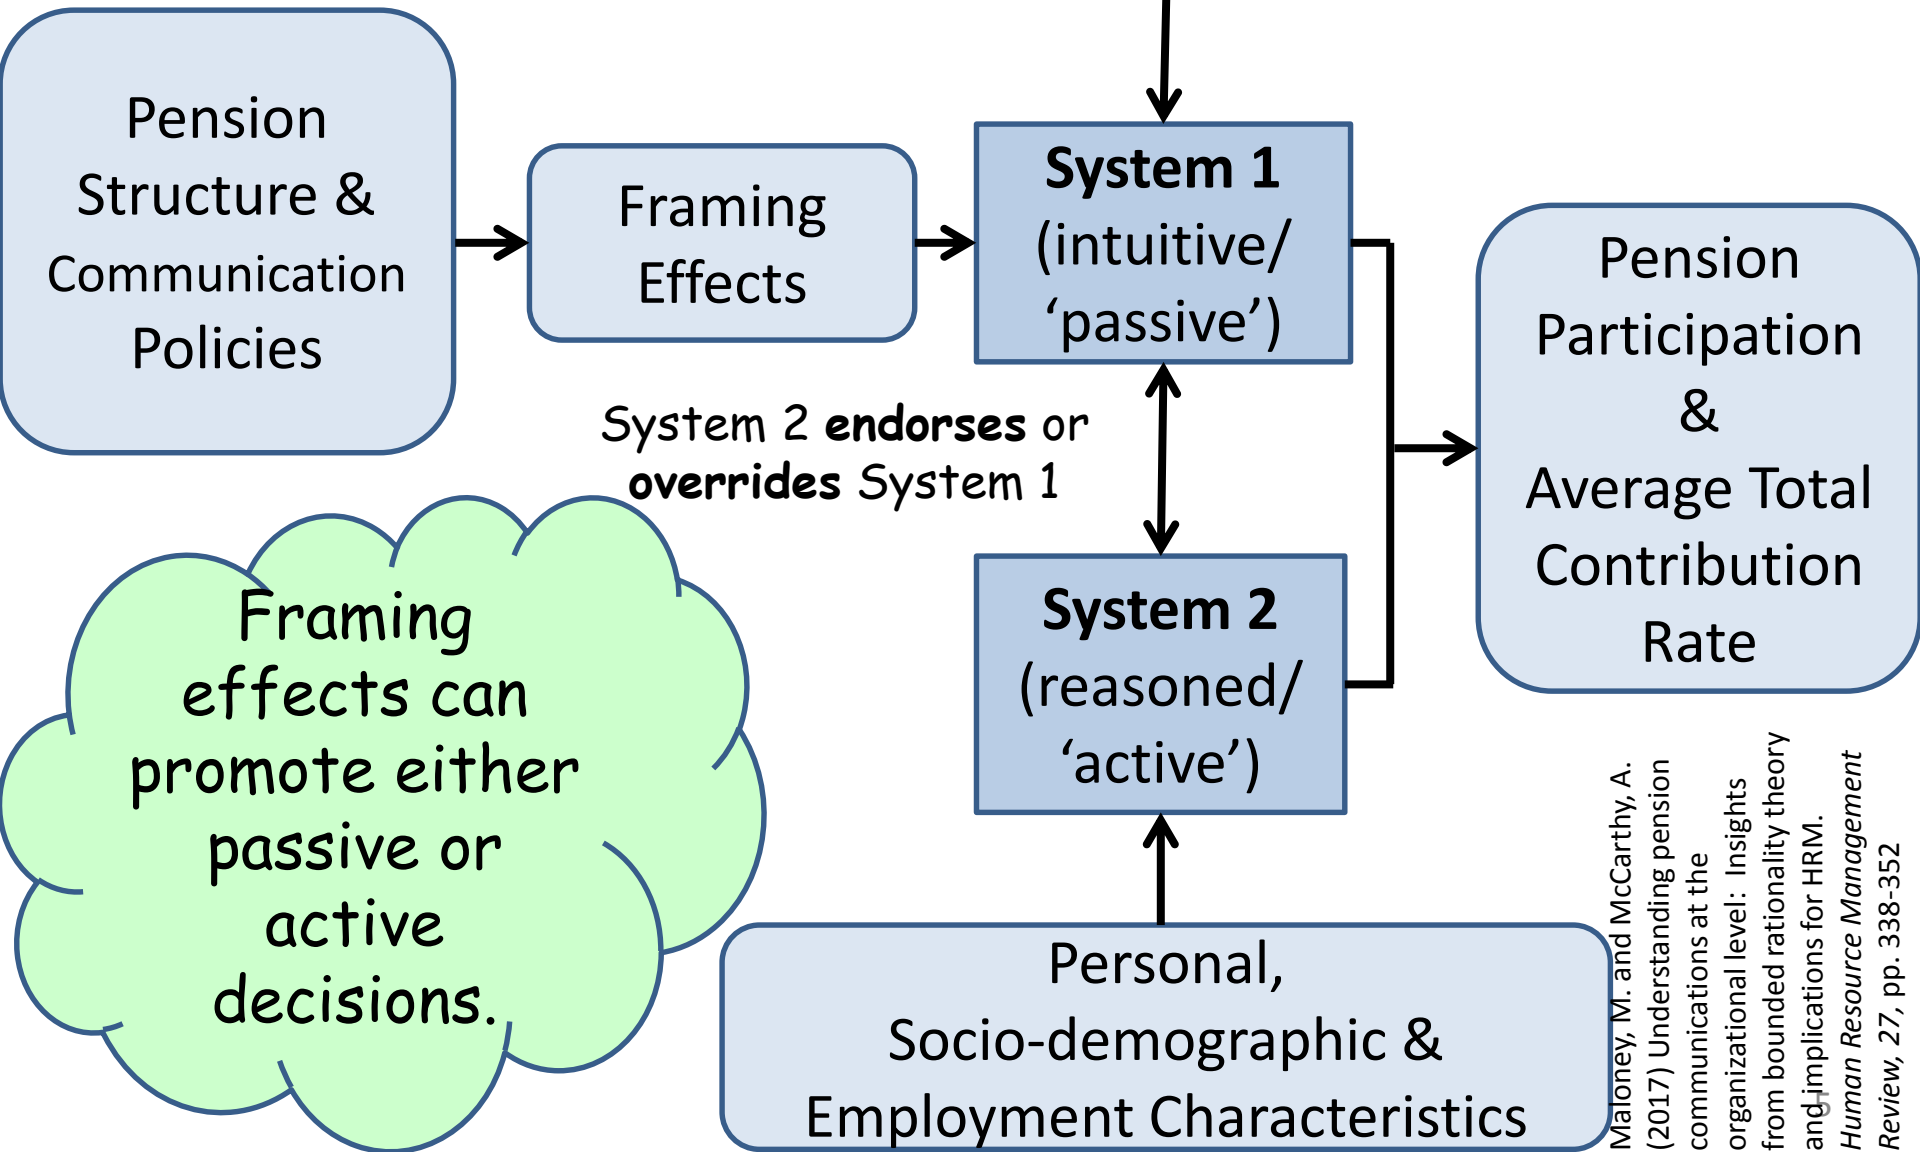 Pension
Structure &
Communication
Policies
Framing
Effects
System 1
(intuitive/
‘passive’)
System 2 endorses or
overrides System 1
System 2
(reasoned/
‘active’)
Pension
Participation
&
Average Total
Contribution
Rate
Framing
effects can
promote either
passive or
active
decisions.
Personal,
Socio-demographic &
Employment Characteristics
Maloney, M. and McCarthy, A.
(2017) Understanding pension
communications at the
organizational level: Insights
from bounded rationality theory
and implications for HRM.
Human Resource Management
Review, 27, pp. 338-352